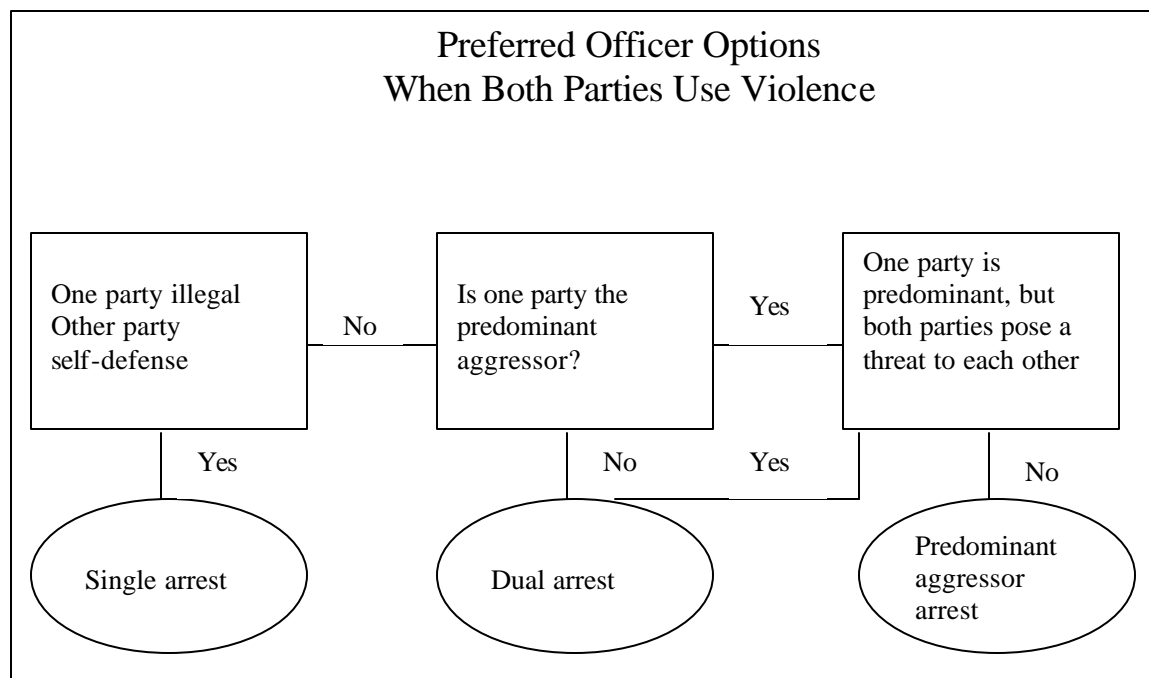 Preferred Officer Options
When Both Parties Use Violence
One party illegal
Other party
self-defense
No
Is one party the
predominant
aggressor?
Yes
One party is
predominant, but
both parties pose a
threat to each other
Yes
No
Yes
No
Single arrest
Dual arrest
Predominant
aggressor
arrest